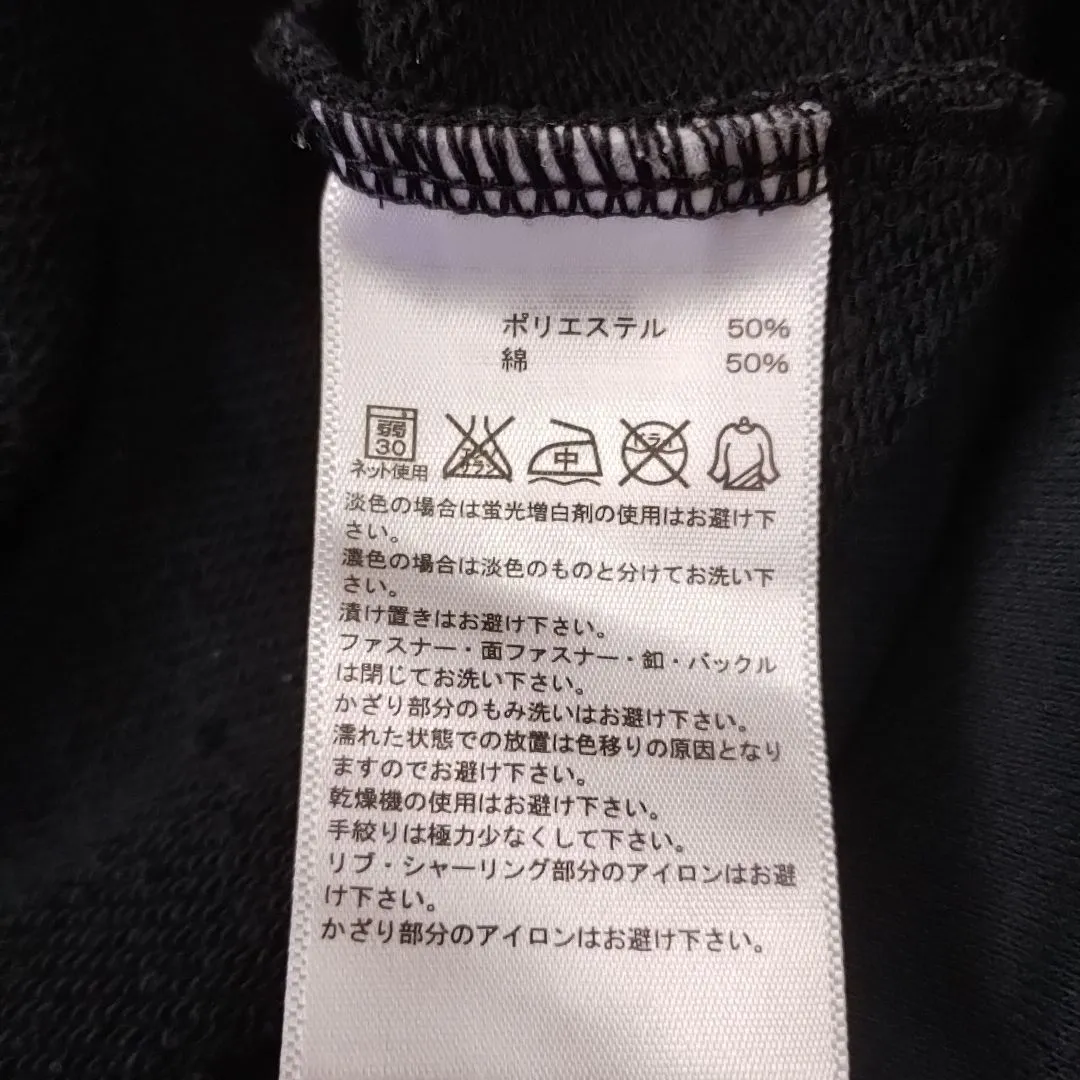 ポリエステル 50%
綿 50%
弱
30
ネット使用
エンソ
サラシ
中
ドライ
淡色の場合は蛍光増白剤の使用はお避け下
さい。
濃色の場合は淡色のものと分けてお洗い下
さい。
漬け置きはお避け下さい。
ファスナー・面ファスナー・釦・バックル
は閉じてお洗い下さい。
かざり部分のもみ洗いはお避け下さい。
濡れた状態での放置は色移りの原因となり
ますのでお避け下さい。
乾燥機の使用はお避け下さい。
手絞りは極力少なくして下さい。
リブ・シャーリング部分のアイロンはお避
け下さい。
かざり部分のアイロンはお避け下さい。